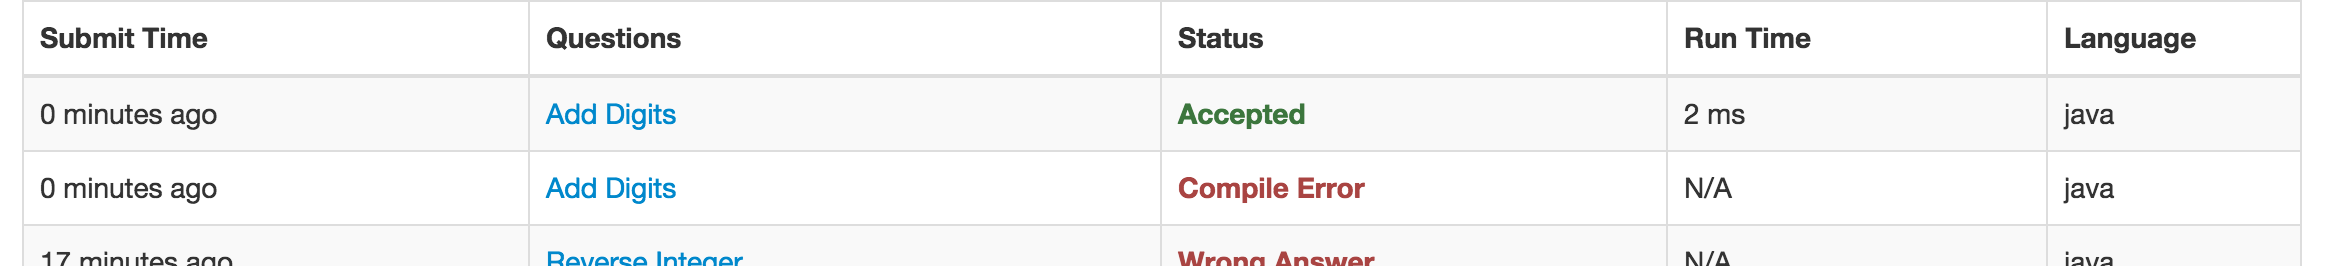 Submit Time Questions Status Run Time Language
0 minutes ago Add Digits Accepted 2 ms java
0 minutes ago Add Digits Compile Error N/A java
17 minutes ago Reverse Integer Wrong Answer N/A java